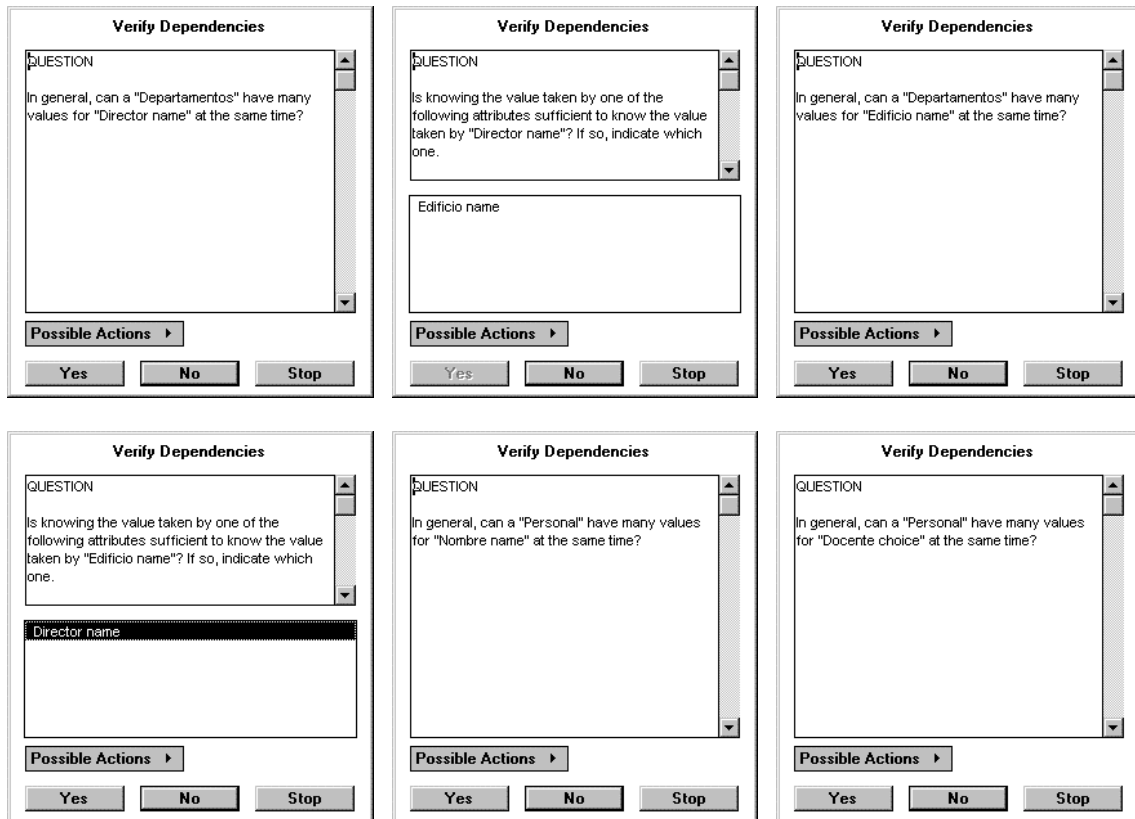 Verify Dependencies
QUESTION
In general, can a "Departamentos" have many
values for "Director name" at the same time?
Possible Actions
Yes No Stop
Verify Dependencies
QUESTION
Is knowing the value taken by one of the
following attributes sufficient to know the value
taken by "Director name"? If so, indicate which
one.
Edificio name
Possible Actions
Yes No Stop
Verify Dependencies
QUESTION
In general, can a "Departamentos" have many
values for "Edificio name" at the same time?
Possible Actions
Yes No Stop
Verify Dependencies
QUESTION
Is knowing the value taken by one of the
following attributes sufficient to know the value
taken by "Edificio name"? If so, indicate which
one.
Director name
Possible Actions
Yes No Stop
Verify Dependencies
QUESTION
In general, can a "Personal" have many values
for "Nombre name" at the same time?
Possible Actions
Yes No Stop
Verify Dependencies
QUESTION
In general, can a "Personal" have many values
for "Docente choice" at the same time?
Possible Actions
Yes No Stop